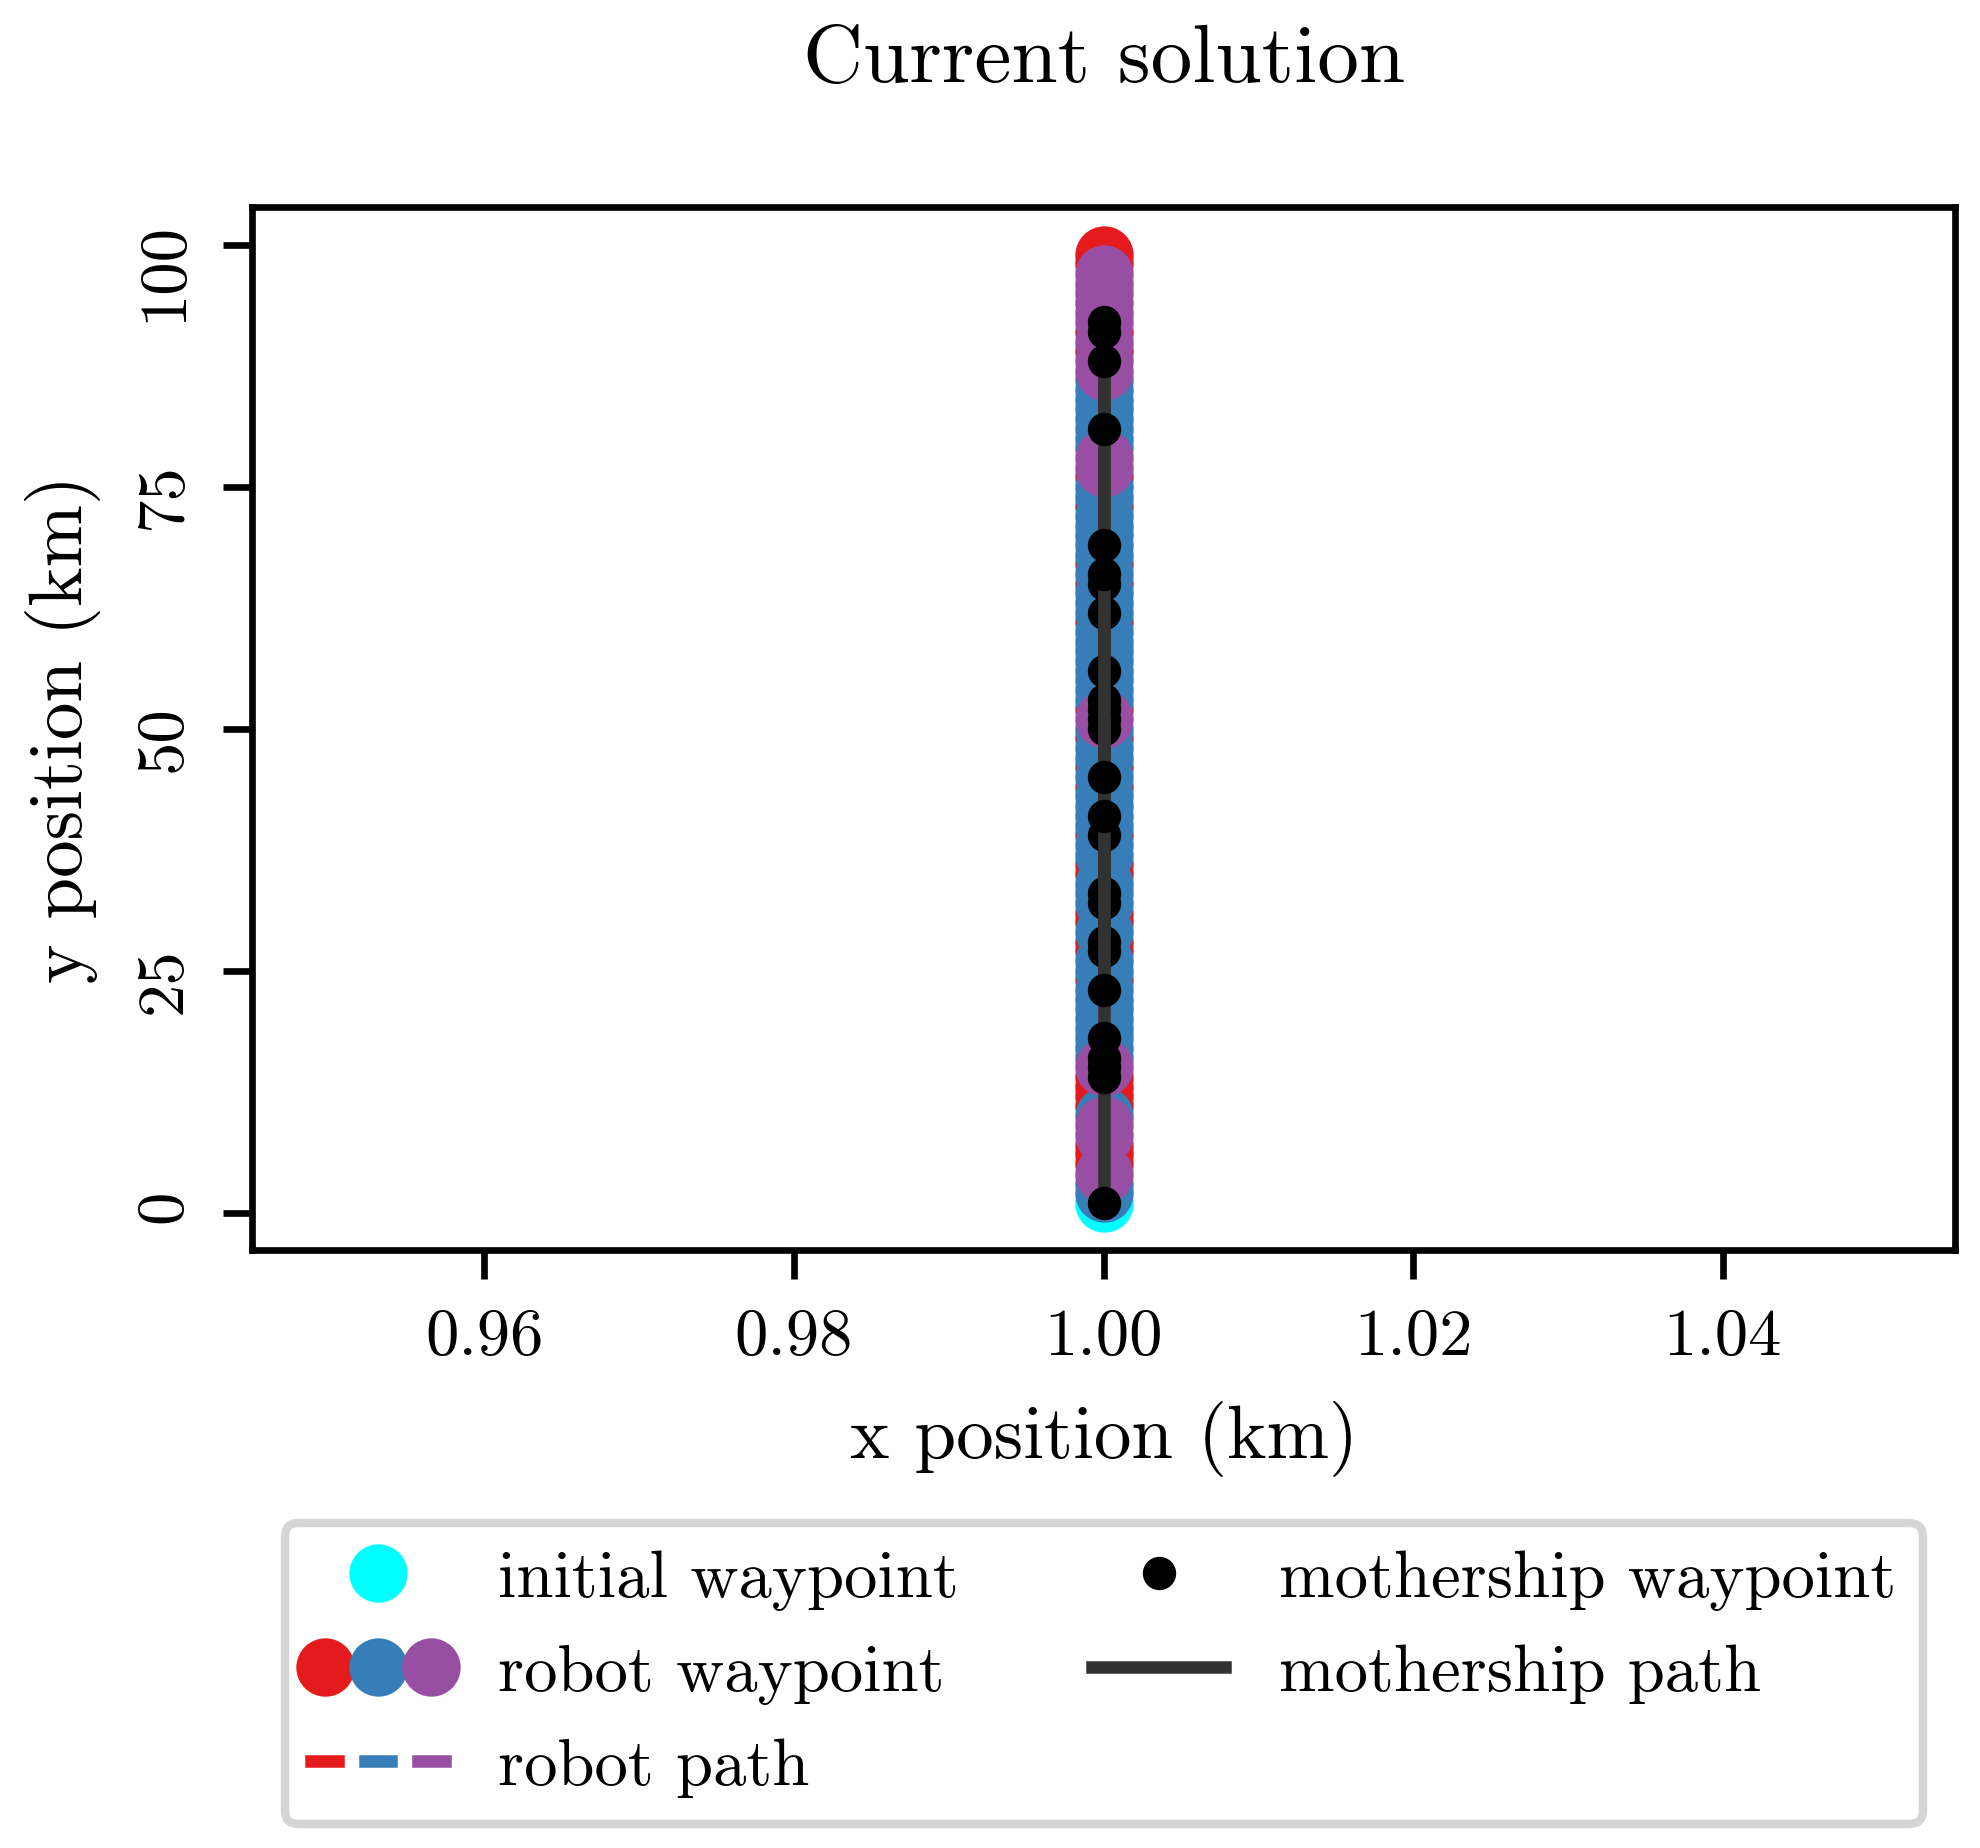 Current solution
100
75
50
25
0
y position (km)
0.96 0.98 1.00 1.02 1.04
x position (km)
initial waypoint
robot waypoint
robot path
mothership waypoint
mothership path